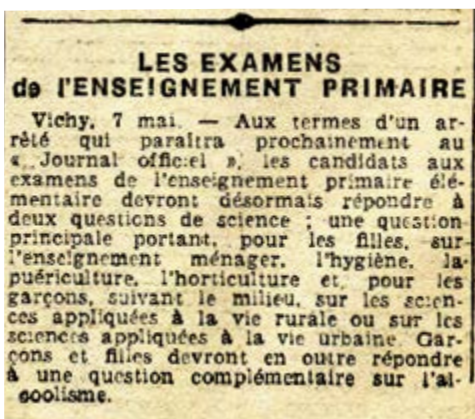 LES EXAMENS
de l'ENSEIGNEMENT PRIMAIRE
Vichy, 7 mai. — Aux termes d'un ar-
rêté qui paraîtra prochainement au
« Journal officiel », les candidats aux
examens de l'enseignement primaire élé-
mentaire devront désormais répondre à
deux questions de science : une question
principale portant, pour les filles, sur
l'enseignement ménager, l'hygiène, la
puériculture, l'horticulture et, pour les
garçons, suivant le milieu, sur les scien-
ces appliquées à la vie rurale ou sur les
sciences appliquées à la vie urbaine. Gar-
çons et filles devront en outre répondre
à une question complémentaire sur l'al-
coolisme.